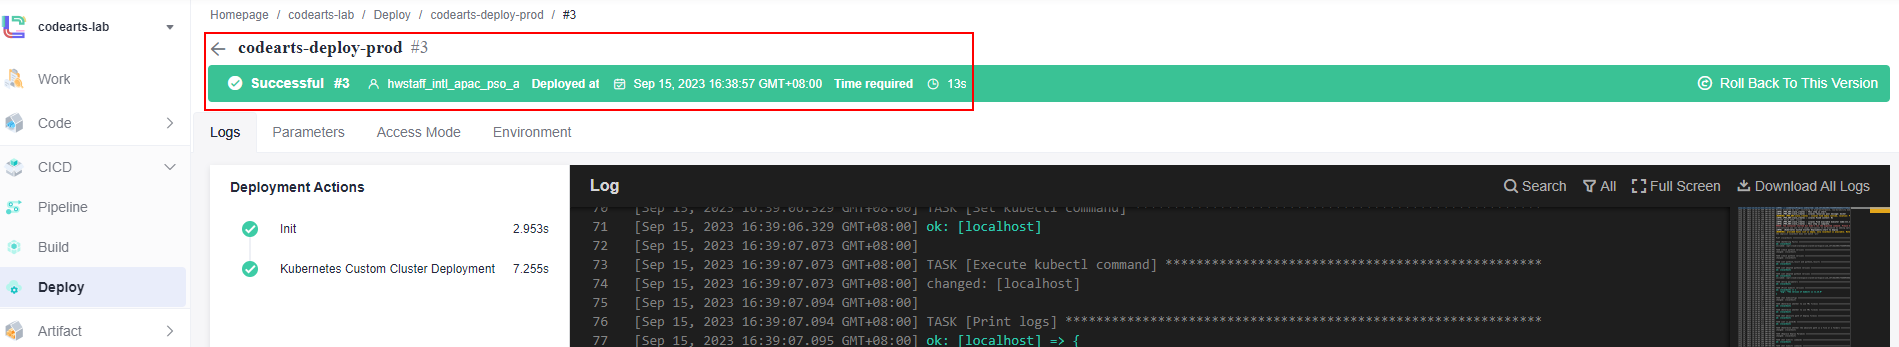 codearts-lab
Homepage / codearts-lab / Deploy / codearts-deploy-prod / #3
codearts-deploy-prod #3
Successful #3 hwstaff_intl_apac_pso_a Deployed at Sep 15, 2023 16:38:57 GMT+08:00 Time required 13s Roll Back To This Version
Work
Code
CICD
Pipeline
Build
Deploy
Artifact
Logs Parameters Access Mode Environment
Deployment Actions
Init 2.953s
Kubernetes Custom Cluster Deployment 7.255s
Log Search All Full Screen Download All Logs
70 [Sep 15, 2023 16:39:06.329 GMT+08:00] TASK [Set kubectl command]
71 [Sep 15, 2023 16:39:06.329 GMT+08:00] ok: [localhost]
72 [Sep 15, 2023 16:39:07.073 GMT+08:00]
73 [Sep 15, 2023 16:39:07.073 GMT+08:00] TASK [Execute kubectl command] *************************************************
74 [Sep 15, 2023 16:39:07.073 GMT+08:00] changed: [localhost]
75 [Sep 15, 2023 16:39:07.094 GMT+08:00]
76 [Sep 15, 2023 16:39:07.094 GMT+08:00] TASK [Print logs] **************************************************************
77 [Sep 15, 2023 16:39:07.095 GMT+08:00] ok: [localhost] => {